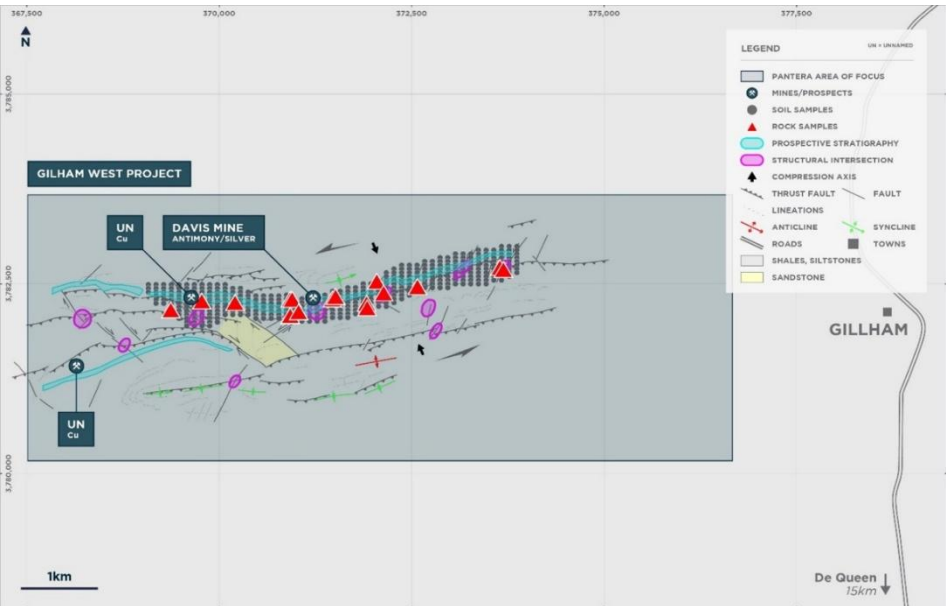 367,500
370,000
372,500
375,000
377,500
N
3,785,000
3,782,500
3,780,000
LEGEND
UN = UNNAMED
PANTERA AREA OF FOCUS
MINES/PROSPECTS
SOIL SAMPLES
ROCK SAMPLES
PROSPECTIVE STRATIGRAPHY
STRUCTURAL INTERSECTION
COMPRESSION AXIS
THRUST FAULT
FAULT
LINEATIONS
ANTICLINE
SYNCLINE
ROADS
TOWNS
SHALES, SILTSTONES
SANDSTONE
GILHAM WEST PROJECT
UN
Cu
DAVIS MINE
ANTIMONY/SILVER
GILLHAM
UN
Cu
1km
De Queen
15km